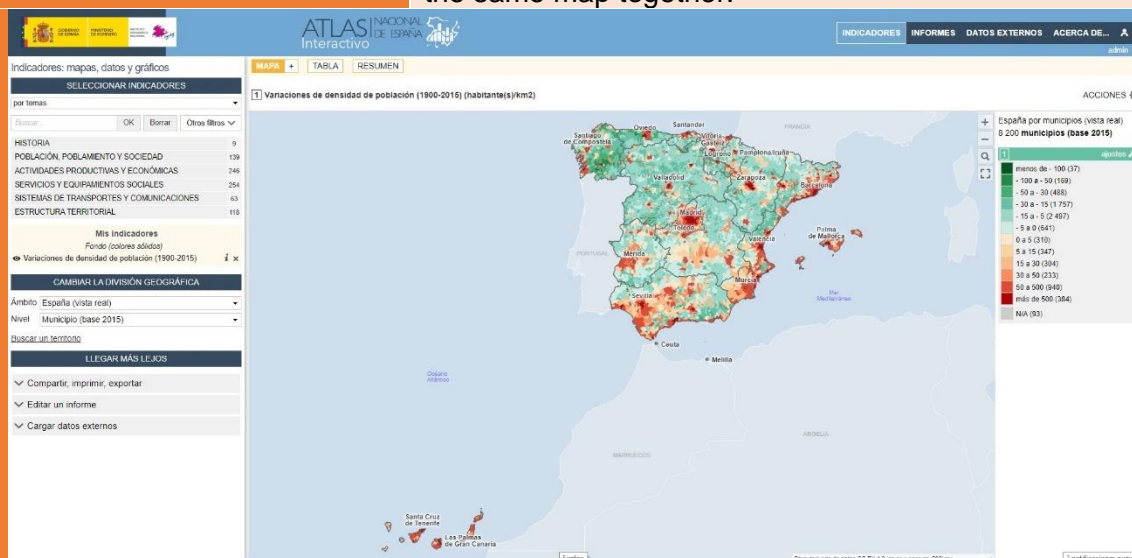 the same map together.
GOBIERNO DE ESPAÑA
MINISTERIO DE FOMENTO
ATLAS NACIONAL DE ESPAÑA
Interactivo
INDICADORES INFORMES DATOS EXTERNOS ACERCA DE...
admin
Indicadores: mapas, datos y gráficos
SELECCIONAR INDICADORES
por temas
Buscar... OK Borrar Otros filtros
HISTORIA 9
POBLACIÓN, POBLAMIENTO Y SOCIEDAD 139
ACTIVIDADES PRODUCTIVAS Y ECONÓMICAS 246
SERVICIOS Y EQUIPAMIENTOS SOCIALES 254
SISTEMAS DE TRANSPORTES Y COMUNICACIONES 63
ESTRUCTURA TERRITORIAL 118
Mis indicadores
Fondo (colores sólidos)
Variaciones de densidad de población (1900-2015) i x
CAMBIAR LA DIVISIÓN GEOGRÁFICA
Ámbito España (vista real)
Nivel Municipio (base 2015)
Buscar un territorio
LLEGAR MÁS LEJOS
Compartir, imprimir, exportar
Editar un informe
Cargar datos externos
MAPA + TABLA RESUMEN
1 Variaciones de densidad de población (1900-2015) (habitante(s)/km2)
ACCIONES
Santiago de Compostela
Oviedo
Santander
Vitoria-Gasteiz
Logroño
Pamplona/Iruña
FRANCIA
Valladolid
Zaragoza
Barcelona
Madrid
Toledo
Valencia
Palma de Mallorca
PORTUGAL
Mérida
Murcia
Sevilla
Mar Mediterráneo
Ceuta
Melilla
Océano Atlántico
ARGELIA
MARRUECOS
Santa Cruz de Tenerife
Las Palmas de Gran Canaria
+
−
España por municipios (vista real)
8 200 municipios (base 2015)
1 ajustes
menos de - 100 (37)
- 100 a - 50 (169)
- 50 a - 30 (488)
- 30 a - 15 (1 757)
- 15 a - 5 (2 497)
- 5 a 0 (641)
0 a 5 (310)
5 a 15 (347)
15 a 30 (304)
30 a 50 (233)
50 a 500 (940)
más de 500 (384)
N/A (93)